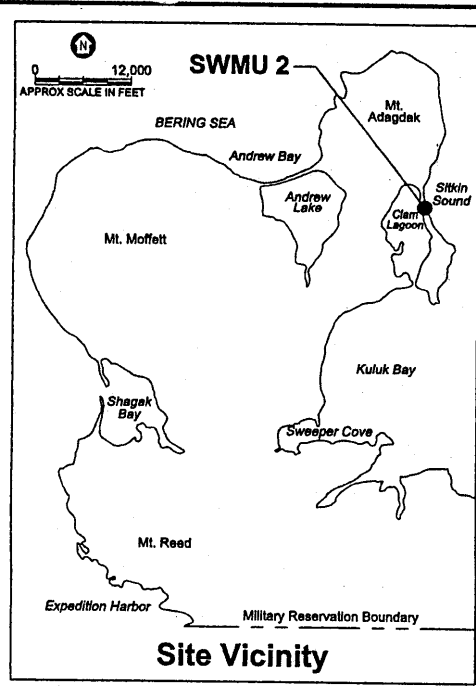 N
0 12,000
APPROX SCALE IN FEET
SWMU 2
Mt.
Adagdak
BERING SEA
Andrew Bay
Andrew
Lake
Sitkin
Sound
Clam
Lagoon
Mt. Moffett
Kuluk Bay
Shagak
Bay
Sweeper Cove
Mt. Reed
Expedition Harbor
Military Reservation Boundary
Site Vicinity